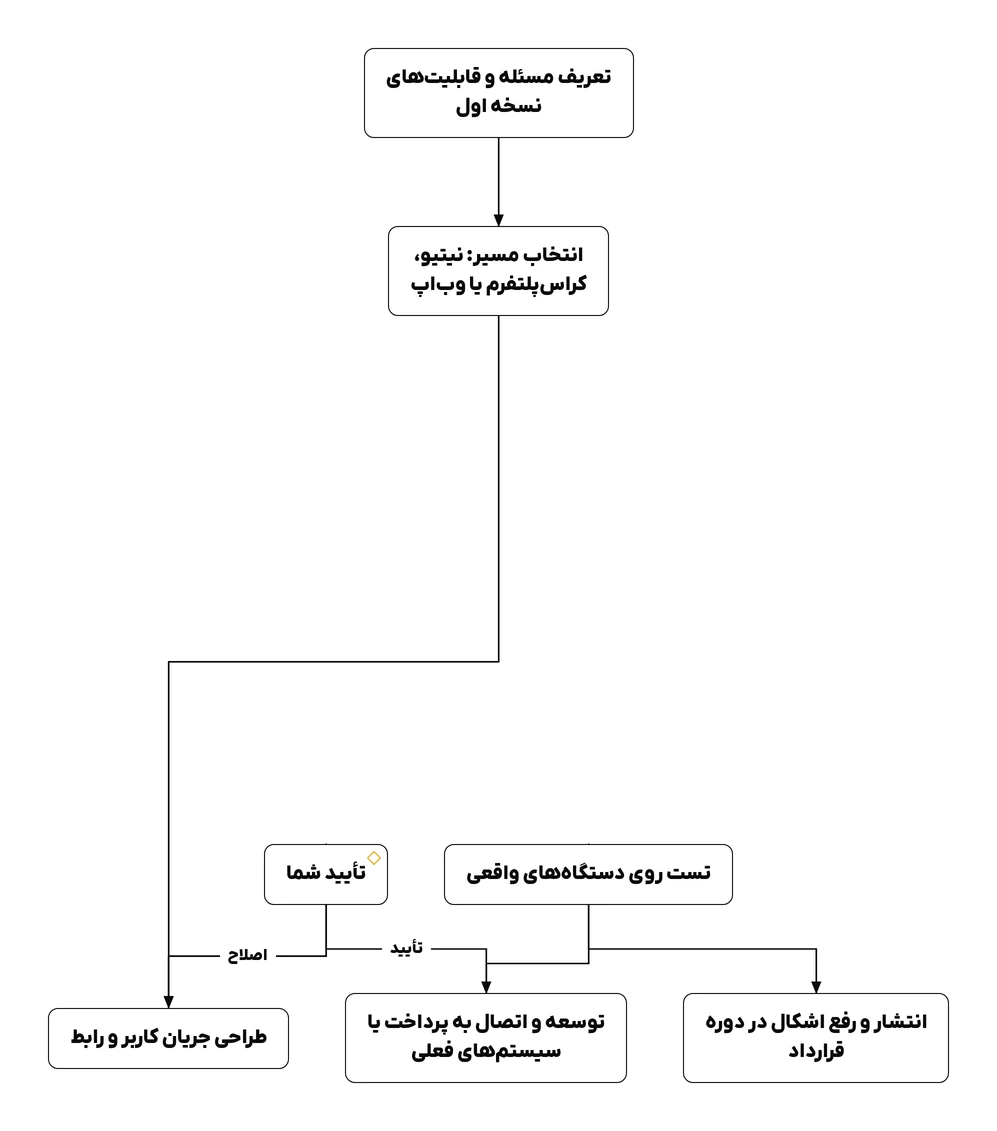 تعریف مسئله و قابلیت‌های
نسخه اول
انتخاب مسیر: نیتیو،
کراس‌پلتفرم یا وب‌اپ
تست روی دستگاه‌های واقعی
تأیید شما
تأیید
اصلاح
انتشار و رفع اشکال در دوره
قرارداد
توسعه و اتصال به پرداخت یا
سیستم‌های فعلی
طراحی جریان کاربر و رابط